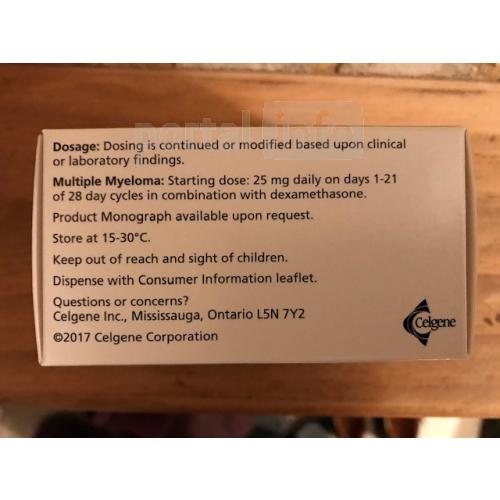 portal info
Dosage: Dosing is continued or modified based upon clinical
or laboratory findings.
Multiple Myeloma: Starting dose: 25 mg daily on days 1-21
of 28 day cycles in combination with dexamethasone.
Product Monograph available upon request.
Store at 15-30°C.
Keep out of reach and sight of children.
Dispense with Consumer Information leaflet.
Questions or concerns?
Celgene Inc., Mississauga, Ontario L5N 7Y2
©2017 Celgene Corporation
Celgene